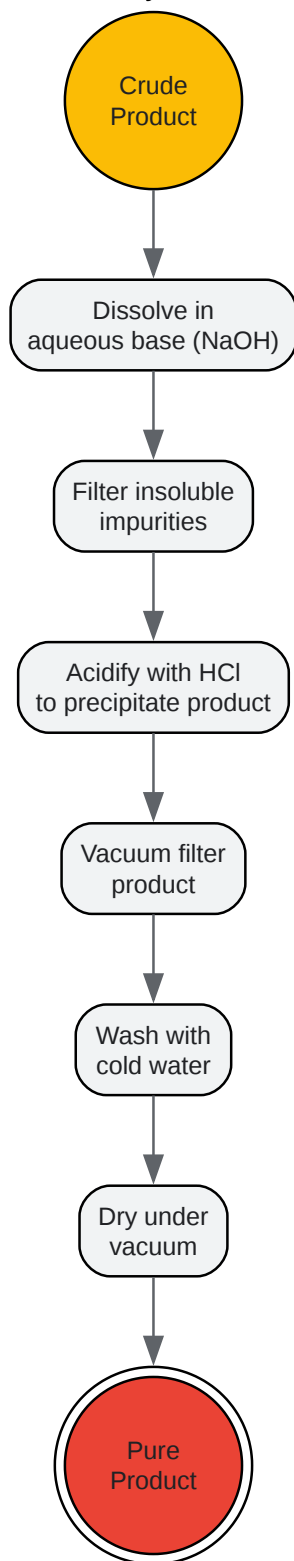 Crude
Product
Dissolve in
aqueous base (NaOH)
Filter insoluble
impurities
Acidify with HCl
to precipitate product
Vacuum filter
product
Wash with
cold water
Dry under
vacuum
Pure
Product